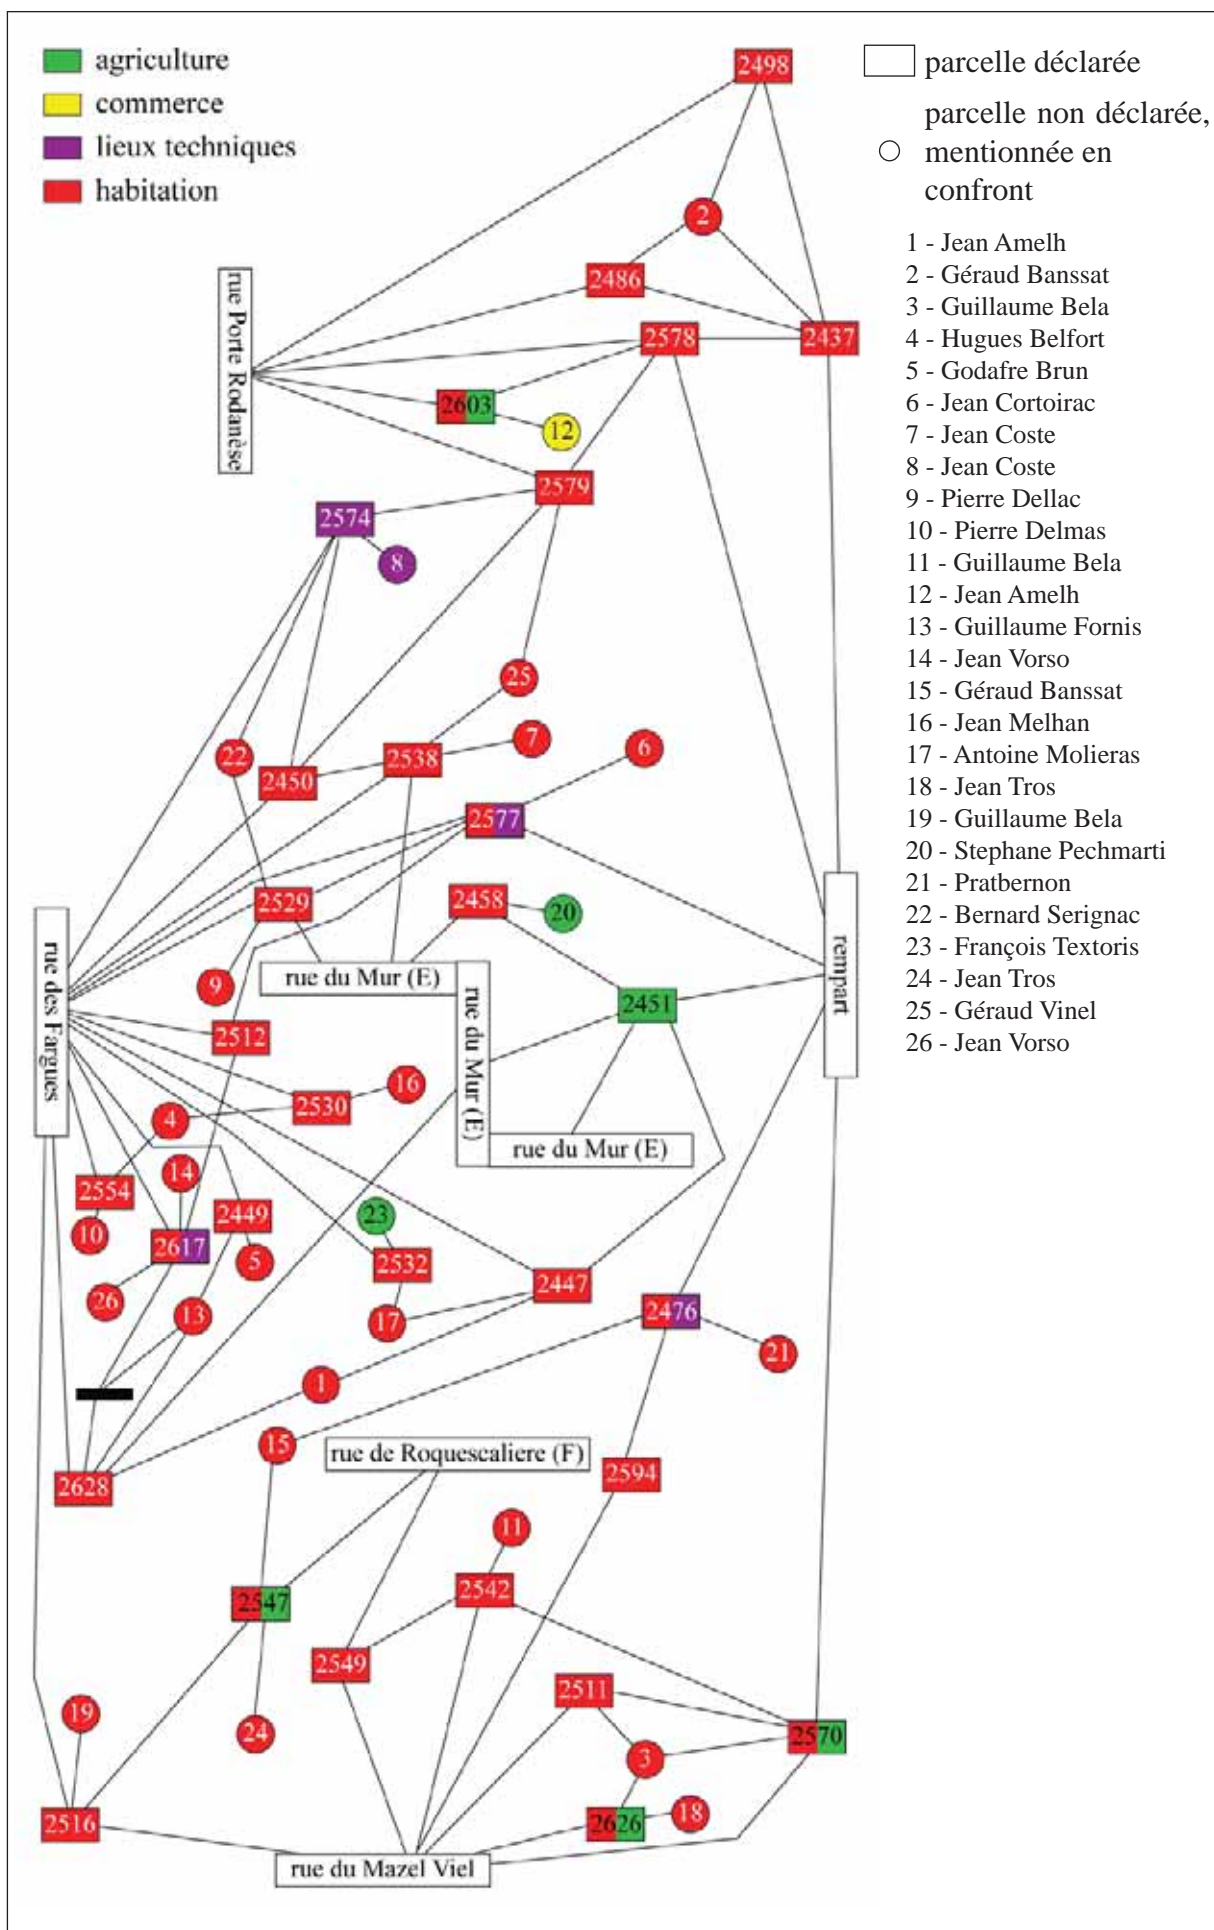 agriculture
commerce
lieux techniques
habitation
parcelle déclarée
parcelle non déclarée,
mentionnée en
confront
1 - Jean Amelh
2 - Géraud Banssat
3 - Guillaume Bela
4 - Hugues Belfort
5 - Godafre Brun
6 - Jean Cortoirac
7 - Jean Coste
8 - Jean Coste
9 - Pierre Dellac
10 - Pierre Delmas
11 - Guillaume Bela
12 - Jean Amelh
13 - Guillaume Fornis
14 - Jean Vorso
15 - Géraud Banssat
16 - Jean Melhan
17 - Antoine Molieras
18 - Jean Tros
19 - Guillaume Bela
20 - Stephane Pechmarti
21 - Pratbernon
22 - Bernard Serignac
23 - François Textoris
24 - Jean Tros
25 - Géraud Vinel
26 - Jean Vorso
2498
2
2486
2578
2437
rue Porte Rodanèse
2603
12
2579
2574
8
25
22
2450
2538
7
6
2577
2529
2458
20
rue des Fargues
9
rue du Mur (E)
rue du Mur (E)
2451
rempart
2512
16
2530
4
rue du Mur (E)
14
2554
2449
23
10
2617
5
2532
2447
26
13
17
2476
21
1
15
rue de Roquescaliere (F)
2628
2594
11
2547
2542
2549
2511
19
24
3
2570
2516
2626
18
rue du Mazel Viel